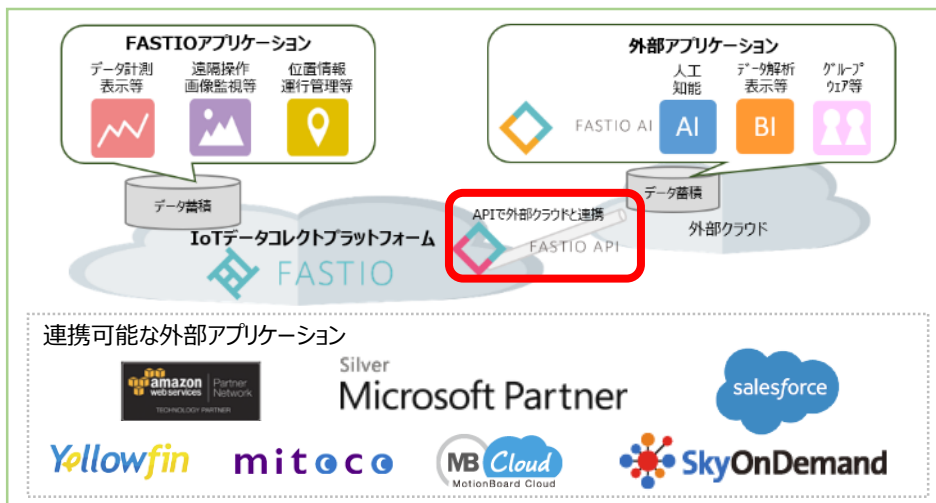 FASTIOアプリケーション
データ計測
表示等
遠隔操作
画像監視等
位置情報
運行管理等
外部アプリケーション
人工
知能
データ解析
表示等
グループ
ウェア等
FASTIO AI
AI
BI
データ蓄積
データ蓄積
APIで外部クラウドと連携
FASTIO API
外部クラウド
IoTデータコレクトプラットフォーム
FASTIO
連携可能な外部アプリケーション
amazon
webservices
Partner
Network
TECHNOLOGY PARTNER
Silver
Microsoft Partner
salesforce
Yellowfin
mitoco
MB Cloud
MotionBoard Cloud
SkyOnDemand